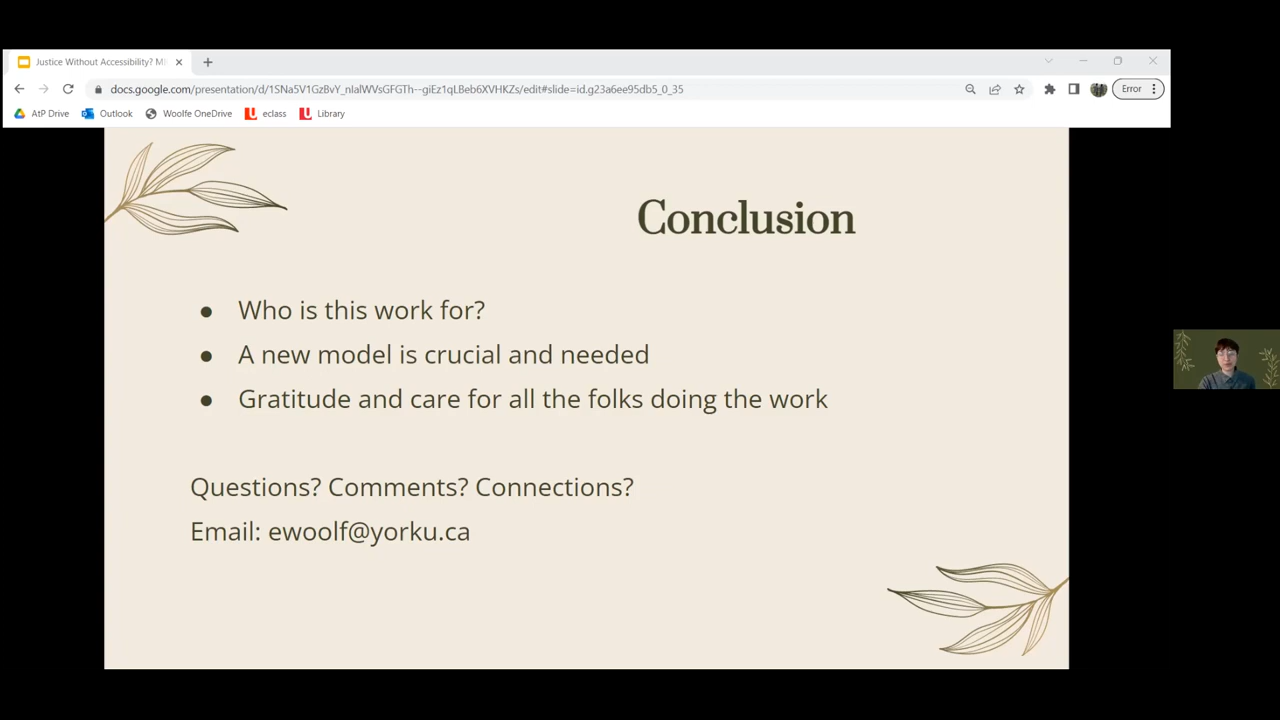 Justice Without Accessibility? M
docs.google.com/presentation/d/1SNa5V1GzBvY_nlalWVsGFGTh--giEz1qLBeb6XVHKZs/edit#slide=id.g23a6ee95db5_0_35
Error
AtP Drive
Outlook
Woolfe OneDrive
eclass
Library
Conclusion
● Who is this work for?
● A new model is crucial and needed
● Gratitude and care for all the folks doing the work
Questions? Comments? Connections?
Email: ewoolf@yorku.ca